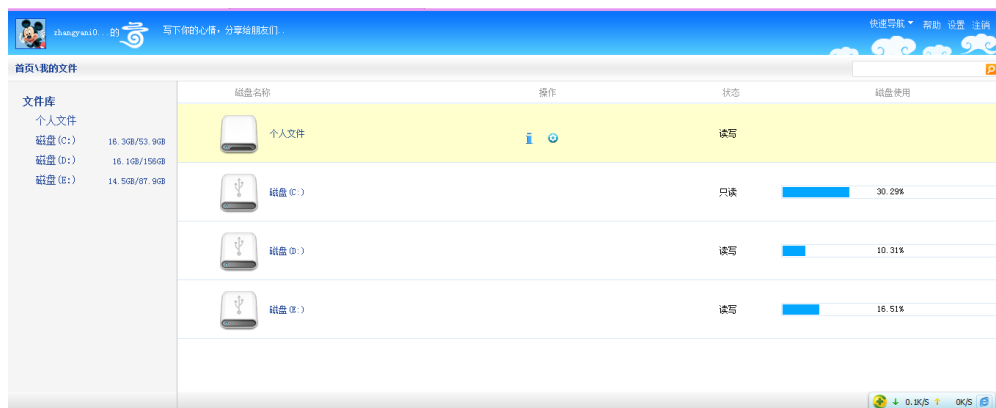 zhangyani0...的
写下你的心情，分享给朋友们..
快速导航 帮助 设置 注销
首页\我的文件
文件库
个人文件
磁盘(C:) 16.3GB/53.9GB
磁盘(D:) 16.1GB/156GB
磁盘(E:) 14.5GB/87.9GB
磁盘名称 操作 状态 磁盘使用
个人文件 读写
磁盘(C:) 只读 30.29%
磁盘(D:) 读写 10.31%
磁盘(E:) 读写 16.51%
0.1K/S 0K/S